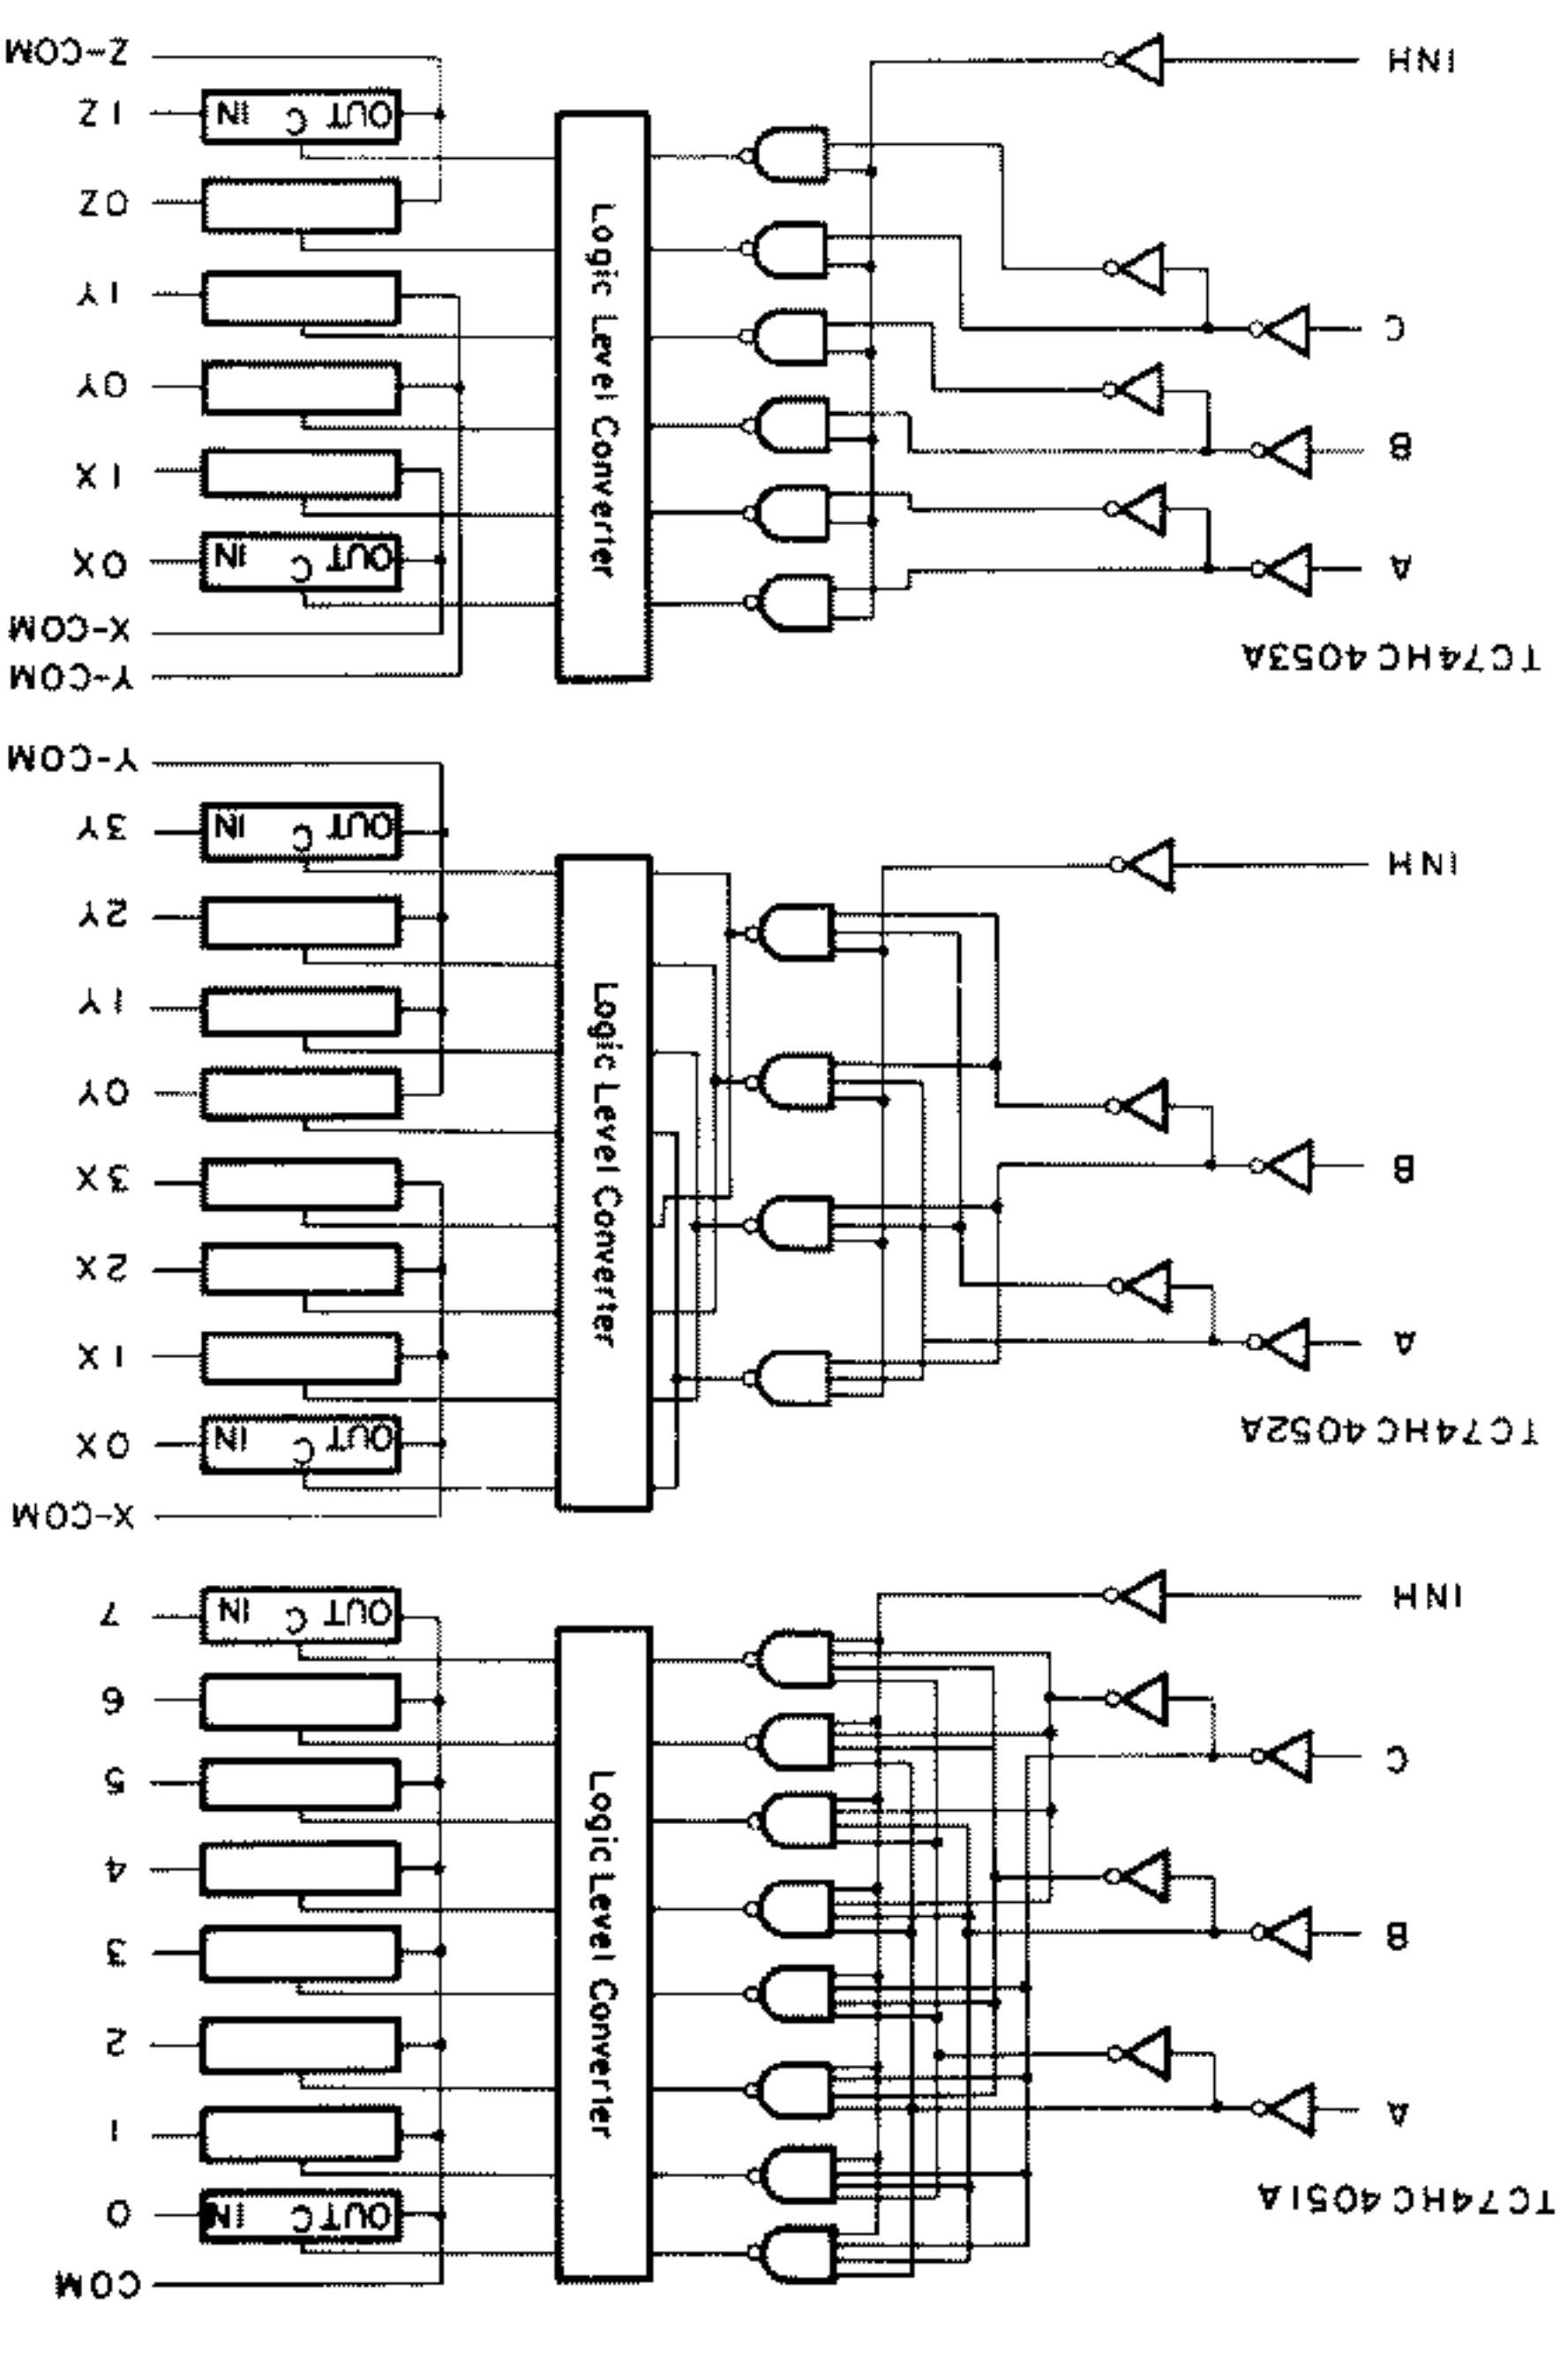 TC74HC4051A
COM
0
IN
OUTC
1
A
2
3
B
4
5
C
6
7
IN
C
OUT
INH
Logic Level Converter
TC74HC4052A
X-COM
0X
IN
C
OUT
1X
A
2X
3X
B
0Y
1Y
2Y
3Y
IN
C
OUT
INH
Y-COM
Logic Level Converter
TC74HC4053A
Y-COM
X-COM
0X
IN
C
OUT
A
1X
B
0Y
1Y
C
0Z
1Z
IN
C
OUT
Z-COM
INH
Logic Level Converter